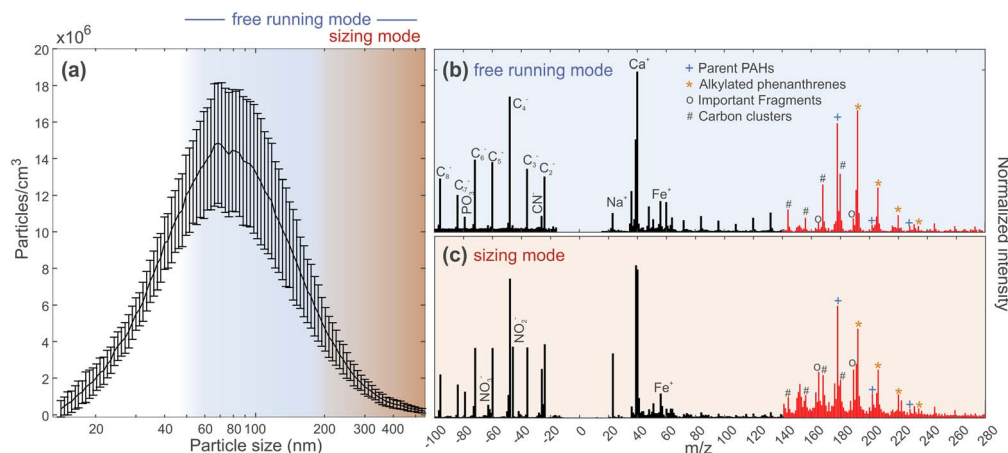 free running mode
sizing mode
×10⁶
(a)
20
18
16
14
12
10
8
6
4
2
0
Particles/cm³
20 40 60 80 100 200 300 400
Particle size (nm)
(b) free running mode
Ca⁺
C₄⁻
C₈⁻
C₇⁻
PO₃⁻
C₆⁻
C₅⁻
C₃⁻
CN⁻
C₂⁻
Na⁺
Fe⁺
+ Parent PAHs
* Alkylated phenanthrenes
o Important Fragments
# Carbon clusters
# # o # + # o * + * * + *
(c) sizing mode
NO₃⁻
NO₂⁻
Fe⁺
# # o # + # o * + * * + *
-100 -80 -60 -40 -20 0 20 40 60 80 100 120 140 160 180 200 220 240 260 280
m/z
Normalized intensity